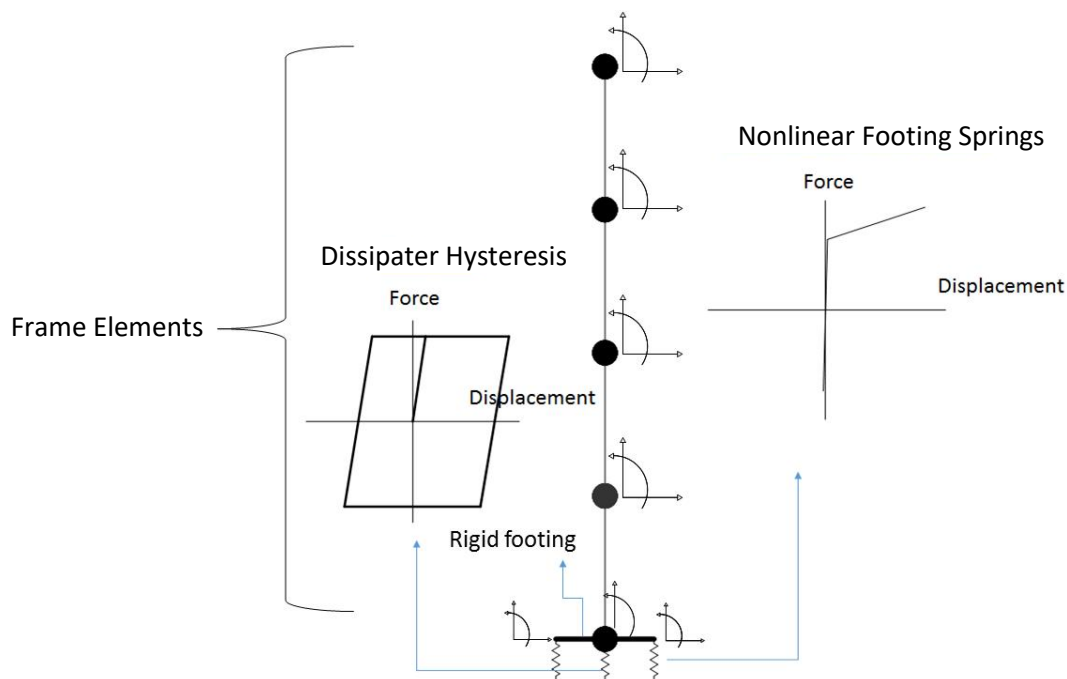 Nonlinear Footing Springs
Force
Displacement
Dissipater Hysteresis
Force
Displacement
Frame Elements
Rigid footing